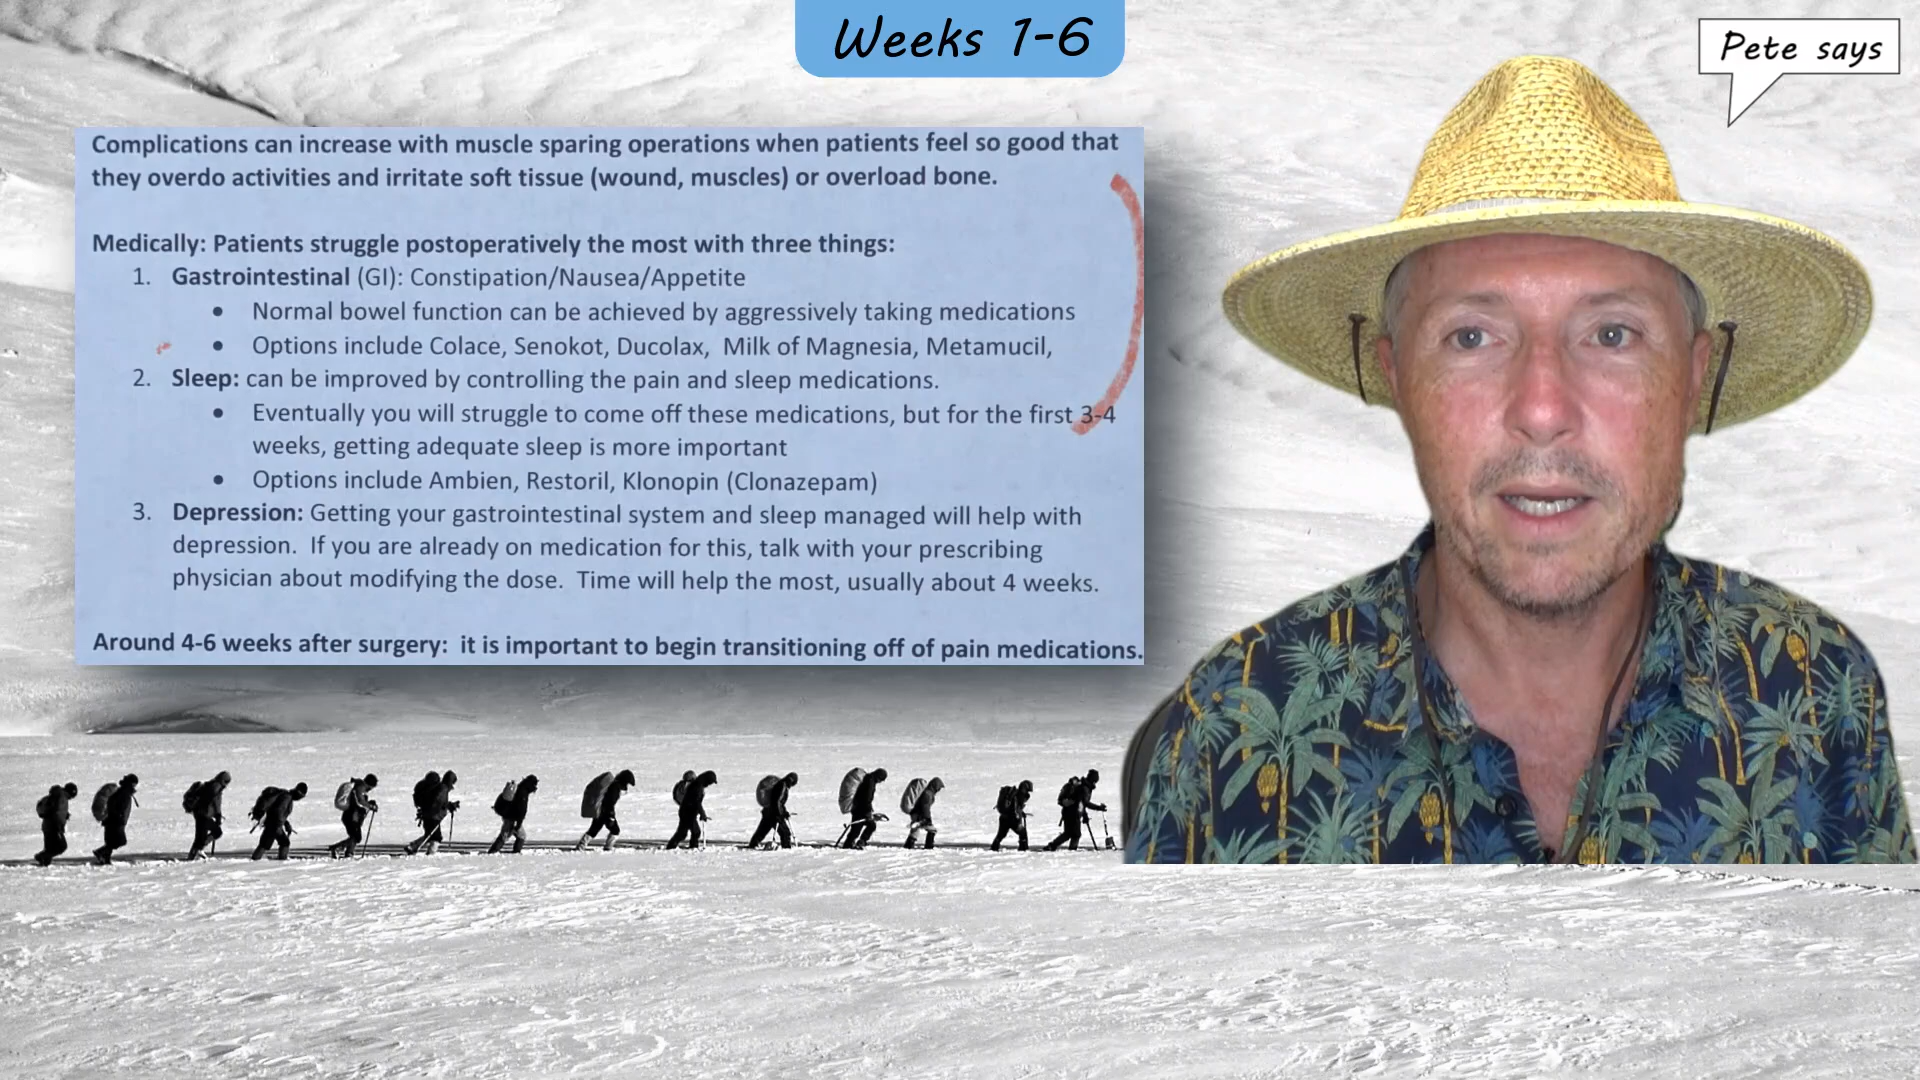 Weeks 1-6
Pete says
Complications can increase with muscle sparing operations when patients feel so good that
they overdo activities and irritate soft tissue (wound, muscles) or overload bone.
Medically: Patients struggle postoperatively the most with three things:
1. Gastrointestinal (GI): Constipation/Nausea/Appetite
• Normal bowel function can be achieved by aggressively taking medications
• Options include Colace, Senokot, Ducolax, Milk of Magnesia, Metamucil,
2. Sleep: can be improved by controlling the pain and sleep medications.
• Eventually you will struggle to come off these medications, but for the first 3-4
weeks, getting adequate sleep is more important
• Options include Ambien, Restoril, Klonopin (Clonazepam)
3. Depression: Getting your gastrointestinal system and sleep managed will help with
depression. If you are already on medication for this, talk with your prescribing
physician about modifying the dose. Time will help the most, usually about 4 weeks.
Around 4-6 weeks after surgery: it is important to begin transitioning off of pain medications.